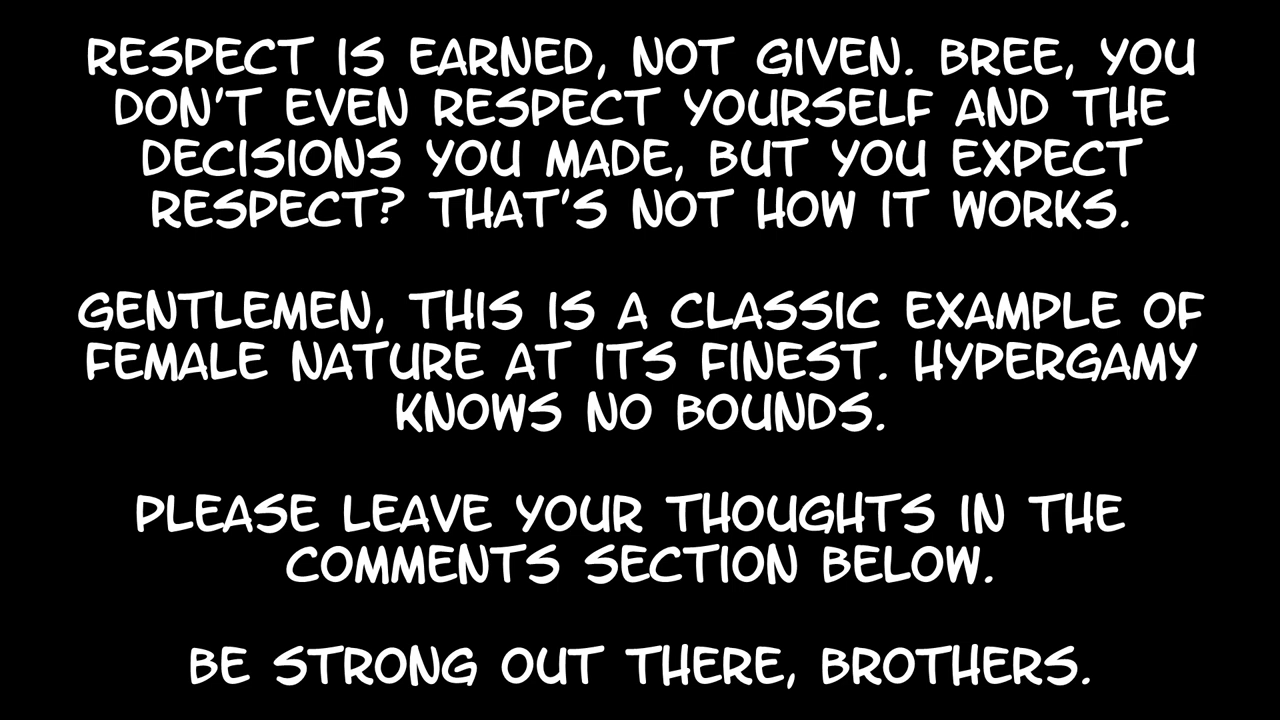 RESPECT IS EARNED, NOT GIVEN. BREE, YOU
DON'T EVEN RESPECT YOURSELF AND THE
DECISIONS YOU MADE, BUT YOU EXPECT
RESPECT? THAT'S NOT HOW IT WORKS.
GENTLEMEN, THIS IS A CLASSIC EXAMPLE OF
FEMALE NATURE AT ITS FINEST. HYPERGAMY
KNOWS NO BOUNDS.
PLEASE LEAVE YOUR THOUGHTS IN THE
COMMENTS SECTION BELOW.
BE STRONG OUT THERE, BROTHERS.